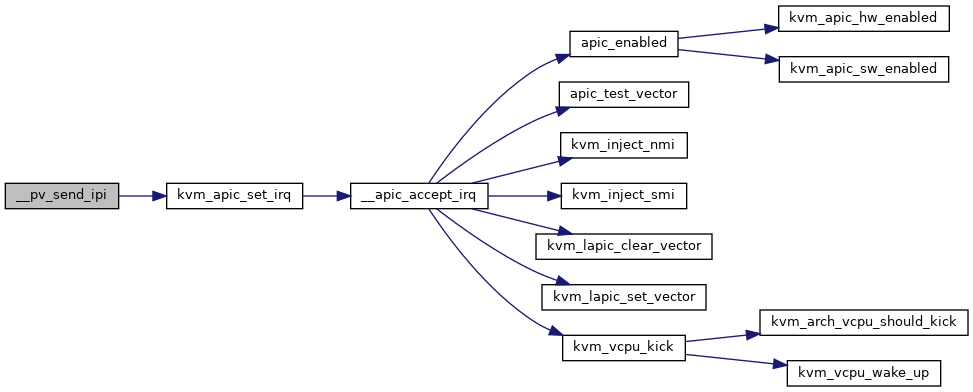 __pv_send_ipi
kvm_apic_set_irq
__apic_accept_irq
apic_enabled
kvm_apic_hw_enabled
kvm_apic_sw_enabled
apic_test_vector
kvm_inject_nmi
kvm_inject_smi
kvm_lapic_clear_vector
kvm_lapic_set_vector
kvm_vcpu_kick
kvm_arch_vcpu_should_kick
kvm_vcpu_wake_up